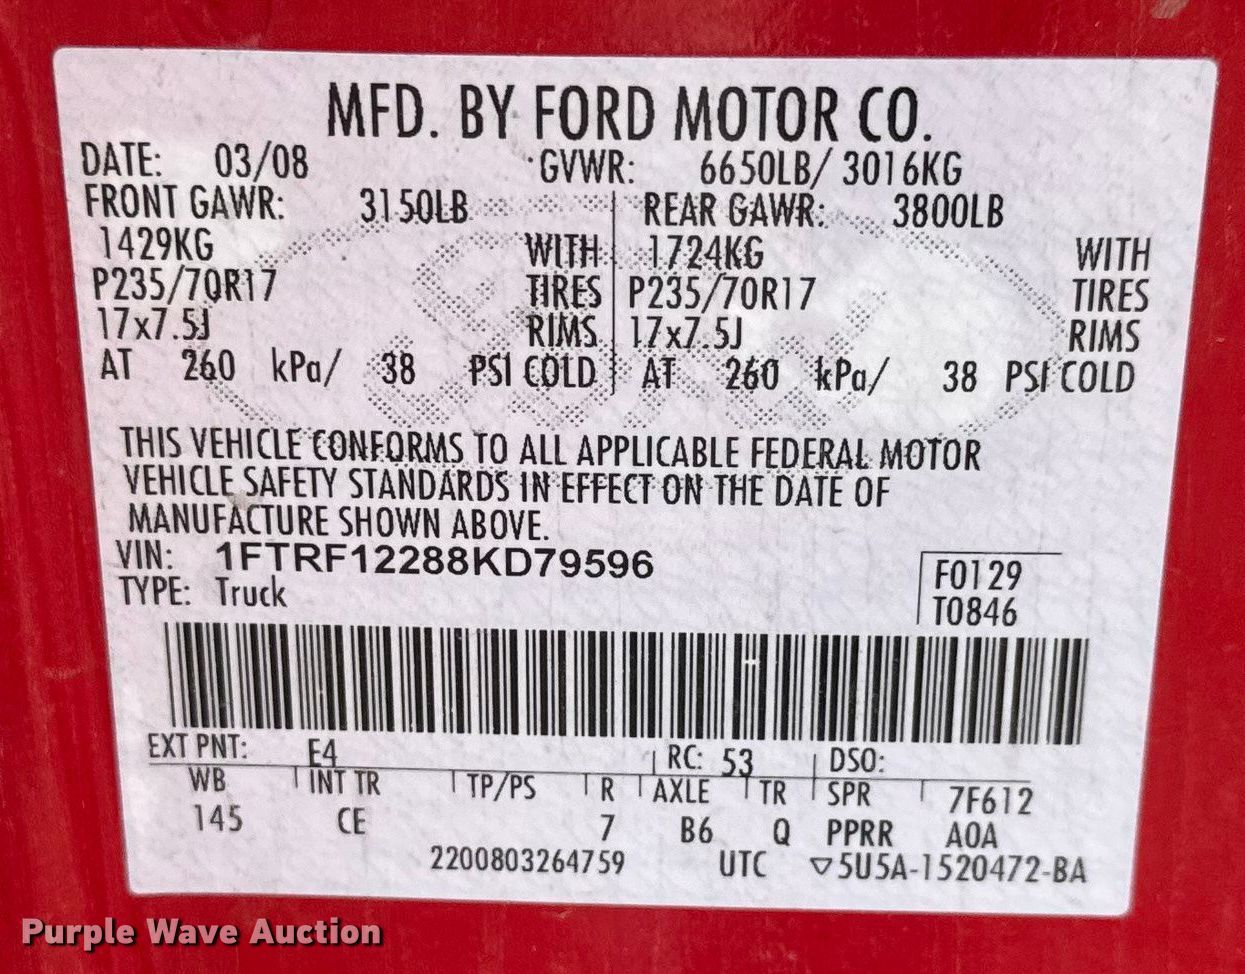 MFD. BY FORD MOTOR CO.
DATE: 03/08 GVWR: 6650LB/ 3016KG
FRONT GAWR: 3150LB REAR GAWR: 3800LB
1429KG WITH 1724KG WITH
P235/70R17 TIRES P235/70R17 TIRES
17x7.5J RIMS 17x7.5J RIMS
AT 260 kPa/ 38 PSI COLD AT 260 kPa/ 38 PSI COLD
THIS VEHICLE CONFORMS TO ALL APPLICABLE FEDERAL MOTOR
VEHICLE SAFETY STANDARDS IN EFFECT ON THE DATE OF
MANUFACTURE SHOWN ABOVE.
VIN: 1FTRF12288KD79596
TYPE: Truck
F0129
T0846
EXT PNT: E4 RC: 53 DSO:
WB INT TR TP/PS R AXLE TR SPR 7F612
145 CE 7 B6 Q PPRR A0A
2200803264759 UTC ▽5U5A-1520472-BA
Purple Wave Auction